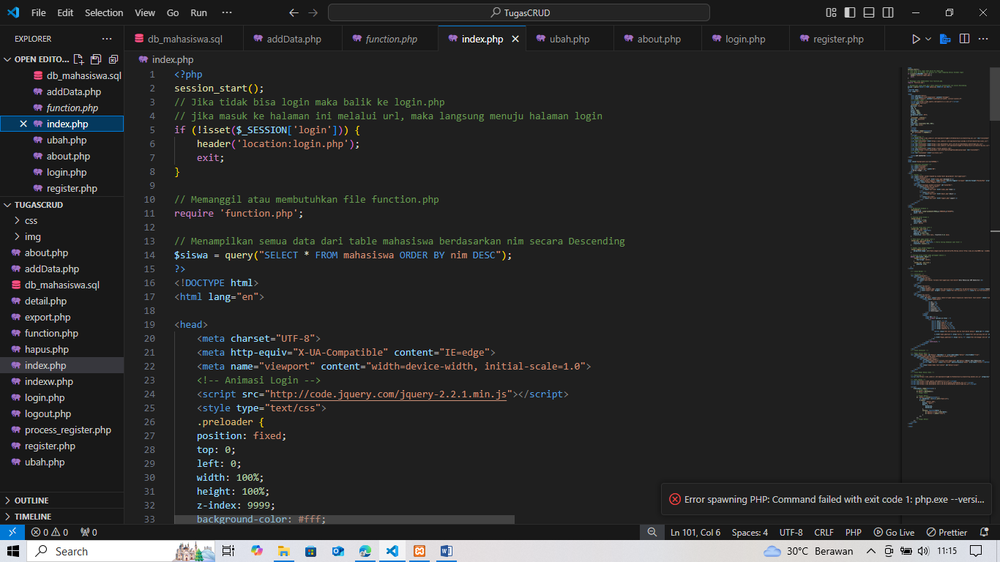 File Edit Selection View Go Run ··· TugasCRUD
EXPLORER ···
OPEN EDITO...
db_mahasiswa.sql
addData.php
function.php
index.php
ubah.php
about.php
login.php
register.php
TUGASCRUD
css
img
about.php
addData.php
db_mahasiswa.sql
detail.php
export.php
function.php
hapus.php
index.php
indexw.php
login.php
logout.php
process_register.php
register.php
ubah.php
OUTLINE
TIMELINE
db_mahasiswa.sql addData.php function.php index.php ubah.php about.php login.php register.php
index.php
1 <?php
2 session_start();
3 // Jika tidak bisa login maka balik ke login.php
4 // jika masuk ke halaman ini melalui url, maka langsung menuju halaman login
5 if (!isset($_SESSION['login'])) {
6 header('location:login.php');
7 exit;
8 }
9
10 // Memanggil atau membutuhkan file function.php
11 require 'function.php';
12
13 // Menampilkan semua data dari table mahasiswa berdasarkan nim secara Descending
14 $siswa = query("SELECT * FROM mahasiswa ORDER BY nim DESC");
15 ?>
16 <!DOCTYPE html>
17 <html lang="en">
18
19 <head>
20 <meta charset="UTF-8">
21 <meta http-equiv="X-UA-Compatible" content="IE=edge">
22 <meta name="viewport" content="width=device-width, initial-scale=1.0">
23 <!-- Animasi Login -->
24 <script src="http://code.jquery.com/jquery-2.2.1.min.js"></script>
25 <style type="text/css">
26 .preloader {
27 position: fixed;
28 top: 0;
29 left: 0;
30 width: 100%;
31 height: 100%;
32 z-index: 9999;
33 background-color: #fff;
Error spawning PHP: Command failed with exit code 1: php.exe --versi...
0 0 0 Ln 101, Col 6 Spaces: 4 UTF-8 CRLF PHP Go Live Prettier
Search 30°C Berawan 11:15